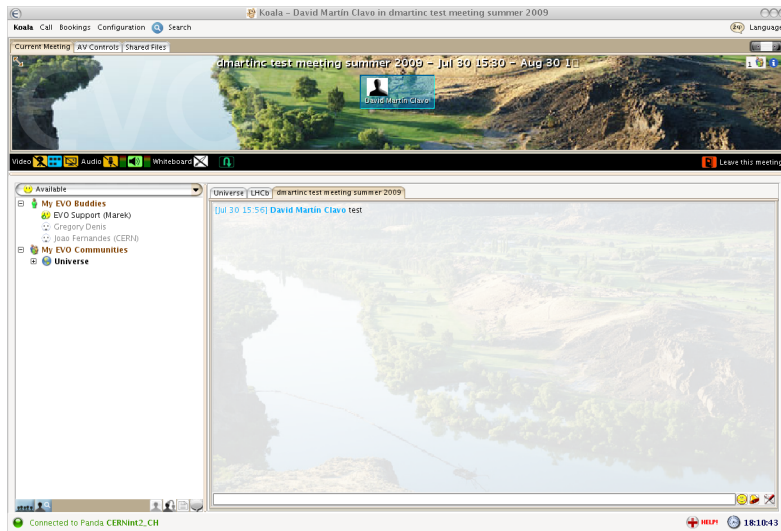 Koala – David Martín Clavo in dmartinc test meeting summer 2009
Koala Call Bookings Configuration Search Language
Current Meeting AV Controls Shared Files
dmartinc test meeting summer 2009 – Jul 30 15:30 – Aug 30 1
1
David Martin Clavo
EVO
Video Audio Whiteboard Leave this meeting
Available
My EVO Buddies
EVO Support (Marek)
Gregory Denis
Joao Fernandes (CERN)
My EVO Communities
Universe
Universe LHCb dmartinc test meeting summer 2009
[Jul 30 15:56] David Martin Clavo test
Connected to Panda CERNint2_CH HELP! 18:10:43